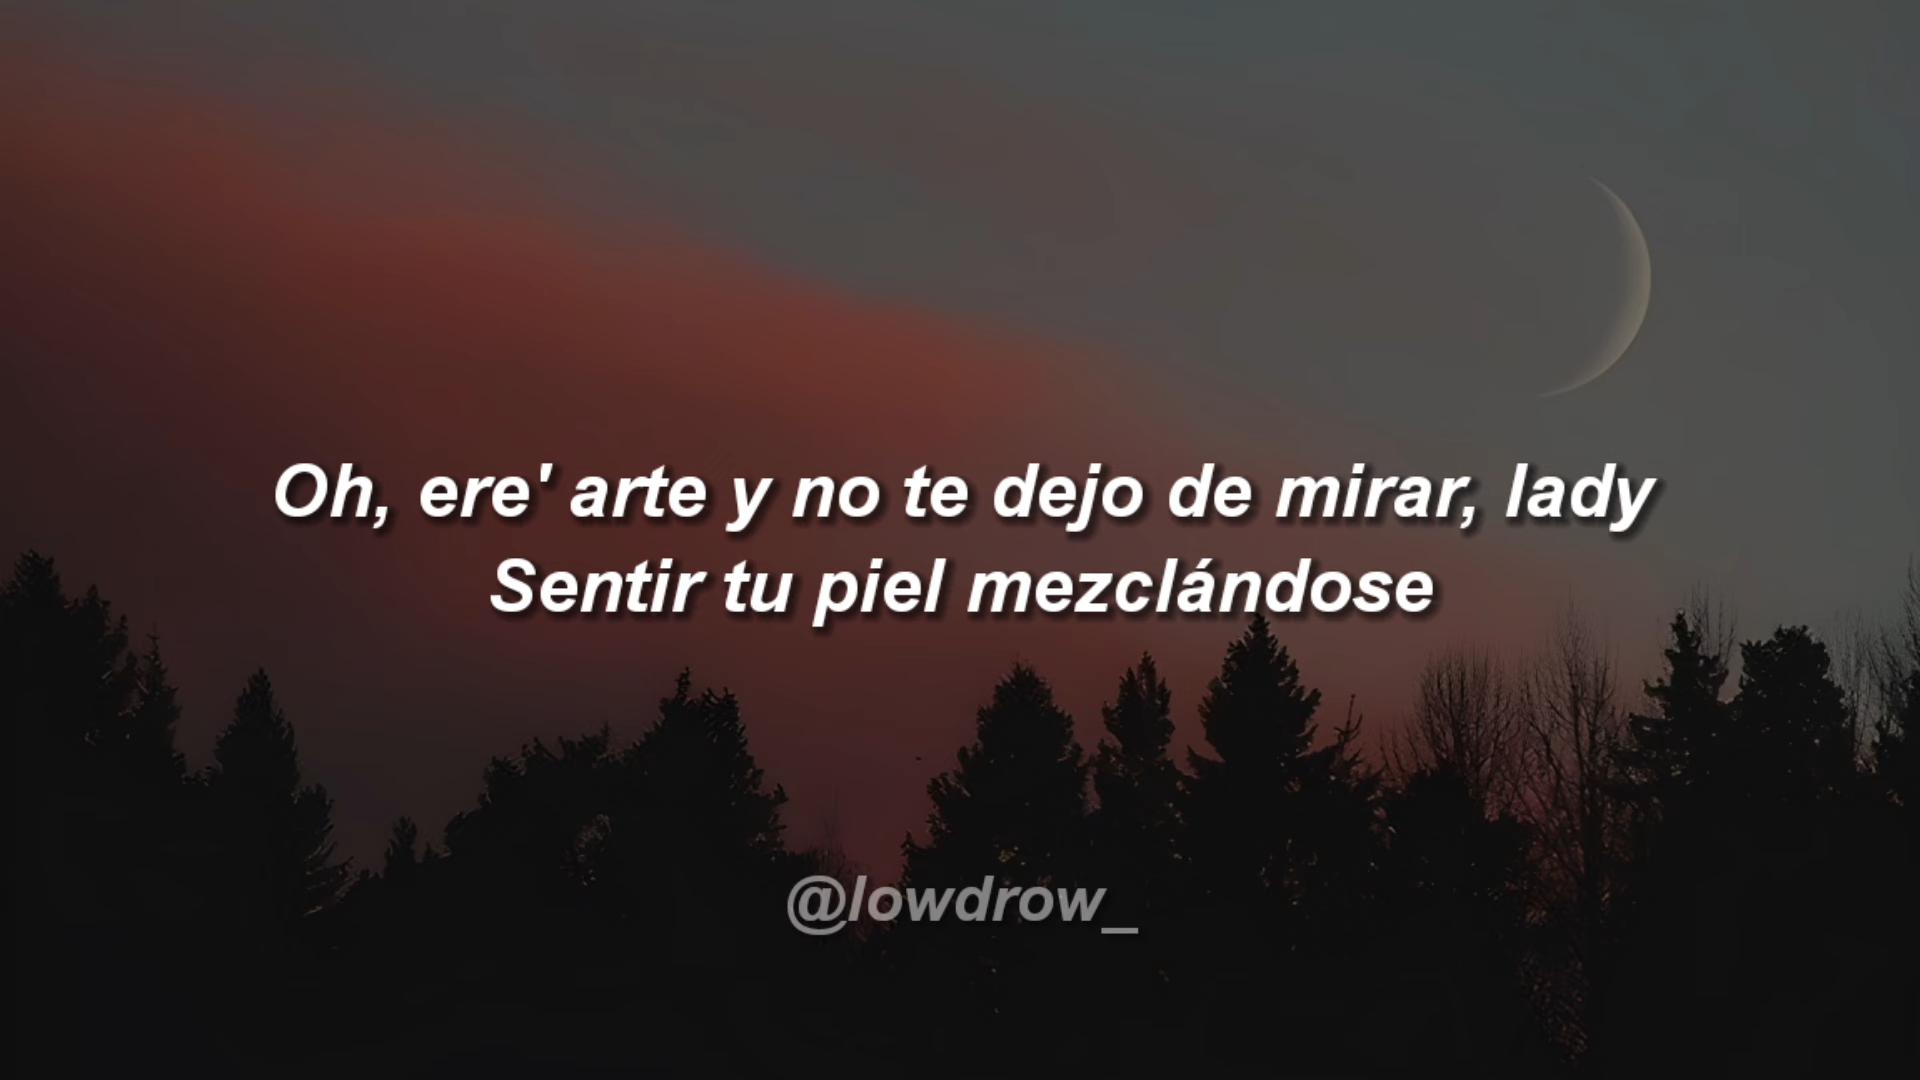 Oh, ere' arte y no te dejo de mirar, lady
Sentir tu piel mezclándose
@lowdrow_